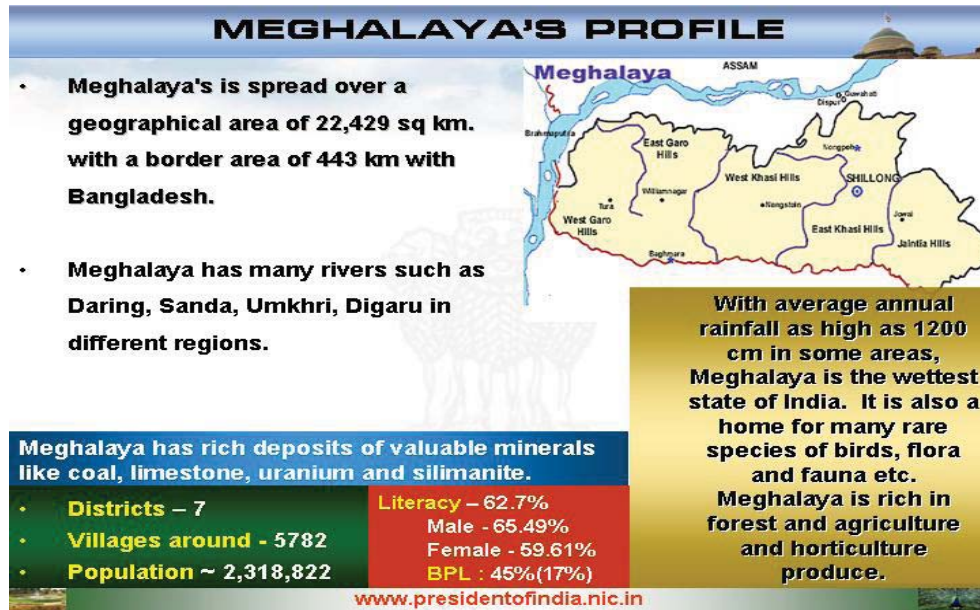 MEGHALAYA'S PROFILE
• Meghalaya's is spread over a
geographical area of 22,429 sq km.
with a border area of 443 km with
Bangladesh.
• Meghalaya has many rivers such as
Daring, Sanda, Umkhri, Digaru in
different regions.
Meghalaya
ASSAM
Guwahati
Dispur
Brahmaputra
East Garo
Hills
Nongpoh
West Khasi Hills
SHILLONG
Williamnagar
Tura
Nongstoin
West Garo
Hills
Jowai
East Khasi Hills
Jaintia Hills
Baghmara
With average annual
rainfall as high as 1200
cm in some areas,
Meghalaya is the wettest
state of India. It is also a
home for many rare
species of birds, flora
and fauna etc.
Meghalaya is rich in
forest and agriculture
and horticulture
produce.
Meghalaya has rich deposits of valuable minerals
like coal, limestone, uranium and silimanite.
• Districts – 7
• Villages around - 5782
• Population ~ 2,318,822
Literacy – 62.7%
Male - 65.49%
Female - 59.61%
BPL : 45%(17%)
www.presidentofindia.nic.in